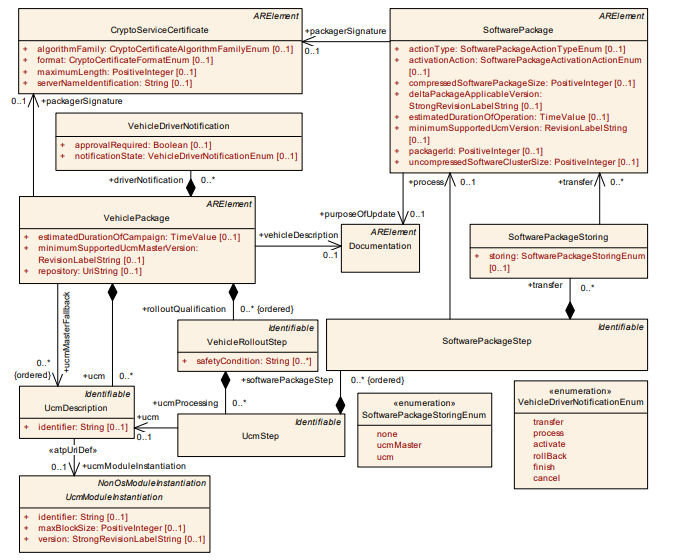 ARElement
CryptoServiceCertificate
+ algorithmFamily: CryptoCertificateAlgorithmFamilyEnum [0..1]
+ format: CryptoCertificateFormatEnum [0..1]
+ maximumLength: PositiveInteger [0..1]
+ serverNameIdentification: String [0..1]
+packagerSignature
0..1
ARElement
SoftwarePackage
+ actionType: SoftwarePackageActionTypeEnum [0..1]
+ activationAction: SoftwarePackageActivationActionEnum
[0..1]
+ compressedSoftwarePackageSize: PositiveInteger [0..1]
+ deltaPackageApplicableVersion:
StrongRevisionLabelString [0..1]
+ estimatedDurationOfOperation: TimeValue [0..1]
+ minimumSupportedUcmVersion: RevisionLabelString
[0..1]
+ packagerId: PositiveInteger [0..1]
+ uncompressedSoftwareClusterSize: PositiveInteger [0..1]
0..1 +packagerSignature
VehicleDriverNotification
+ approvalRequired: Boolean [0..1]
+ notificationState: VehicleDriverNotificationEnum [0..1]
+driverNotification 0..*
+process 0..1
+transfer 0..*
ARElement
VehiclePackage
+ estimatedDurationOfCampaign: TimeValue [0..1]
+ minimumSupportedUcmMasterVersion:
RevisionLabelString [0..1]
+ repository: UriString [0..1]
+purposeOfUpdate 0..1
+vehicleDescription
0..1
ARElement
Documentation
SoftwarePackageStoring
+ storing: SoftwarePackageStoringEnum
[0..1]
+transfer 0..*
+ucmMasterFallback
0..*
{ordered}
+ucm 0..*
+rolloutQualification 0..* {ordered}
Identifiable
VehicleRolloutStep
+ safetyCondition: String [0..*]
Identifiable
SoftwarePackageStep
+softwarePackageStep 0..* {ordered}
+ucmProcessing 0..*
Identifiable
UcmDescription
+ identifier: String [0..1]
+ucm
0..1
Identifiable
UcmStep
«enumeration»
SoftwarePackageStoringEnum
none
ucmMaster
ucm
«enumeration»
VehicleDriverNotificationEnum
transfer
process
activate
rollBack
finish
cancel
«atpUriDef»
0..1 +ucmModuleInstantiation
NonOsModuleInstantiation
UcmModuleInstantiation
+ identifier: String [0..1]
+ maxBlockSize: PositiveInteger [0..1]
+ version: StrongRevisionLabelString [0..1]